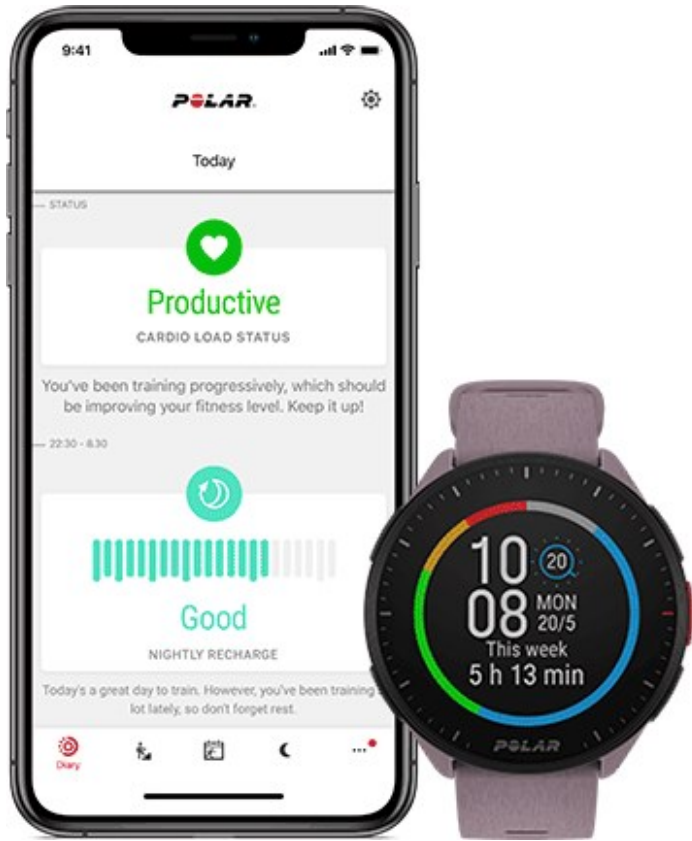 9:41
POLAR
Today
STATUS
Productive
CARDIO LOAD STATUS
You've been training progressively, which should
be improving your fitness level. Keep it up!
22:30 - 8.30
Good
NIGHTLY RECHARGE
Today's a great day to train. However, you've been training
lot lately, so don't forget rest.
Diary
10
20
08
MON
20/5
This week
5 h 13 min
POLAR